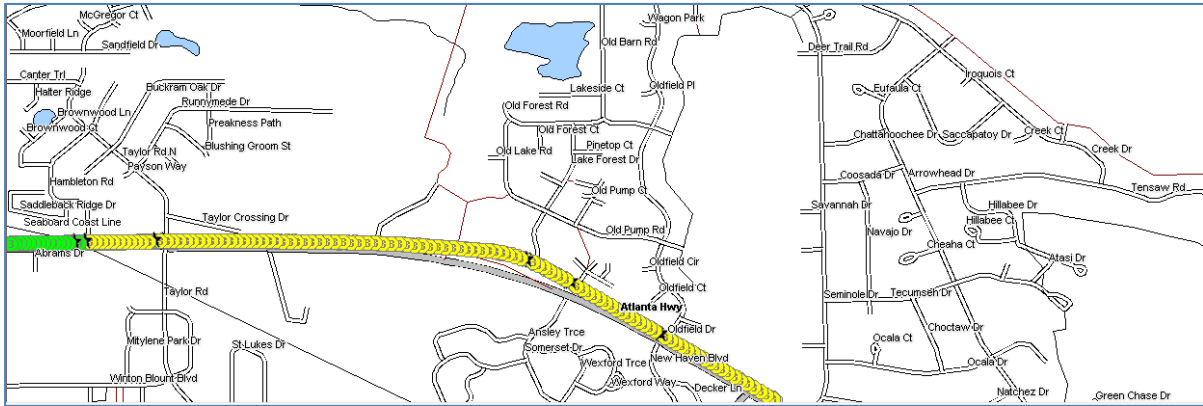 McGregor Ct
Wagon Park
Moorfield Ln
Sandfield Dr
Old Barn Rd
Deer Trail Rd
Canter Trl
Halter Ridge
Buckram Oak Dr
Lakeside Ct
Oldfield Pl
Iroquois Ct
Eufaula Ct
Runnymede Dr
Old Forest Rd
Brownwood Ln
Preakness Path
Brownwood Ct
Old Forest Ct
Chattahoochee Dr
Saccapatoy Dr
Creek Ct
Blushing Groom St
Pinetop Ct
Creek Dr
Taylor Rd N
Old Lake Rd
Lake Forest Dr
Payson Way
Coosada Dr
Arrowhead Dr
Hambleton Rd
Old Pump Ct
Tensaw Rd
Saddleback Ridge Dr
Savannah Dr
Hillabee Dr
Taylor Crossing Dr
Hillabee Ct
Seaboard Coast Line
Old Pump Rd
Navajo Dr
Cheaha Ct
Abrams Dr
Oldfield Cir
Atasi Dr
Taylor Rd
Oldfield Ct
Seminole Dr
Tecumseh Dr
Atlanta Hwy
Ansley Trce
Oldfield Dr
Choctaw Dr
Mitylene Park Dr
St Lukes Dr
Somerset Dr
Ocala Ct
Wexford Trce
New Haven Blvd
Ocala Dr
Winton Blount Blvd
Wexford Way
Decker Ln
Natchez Dr
Green Chase Dr